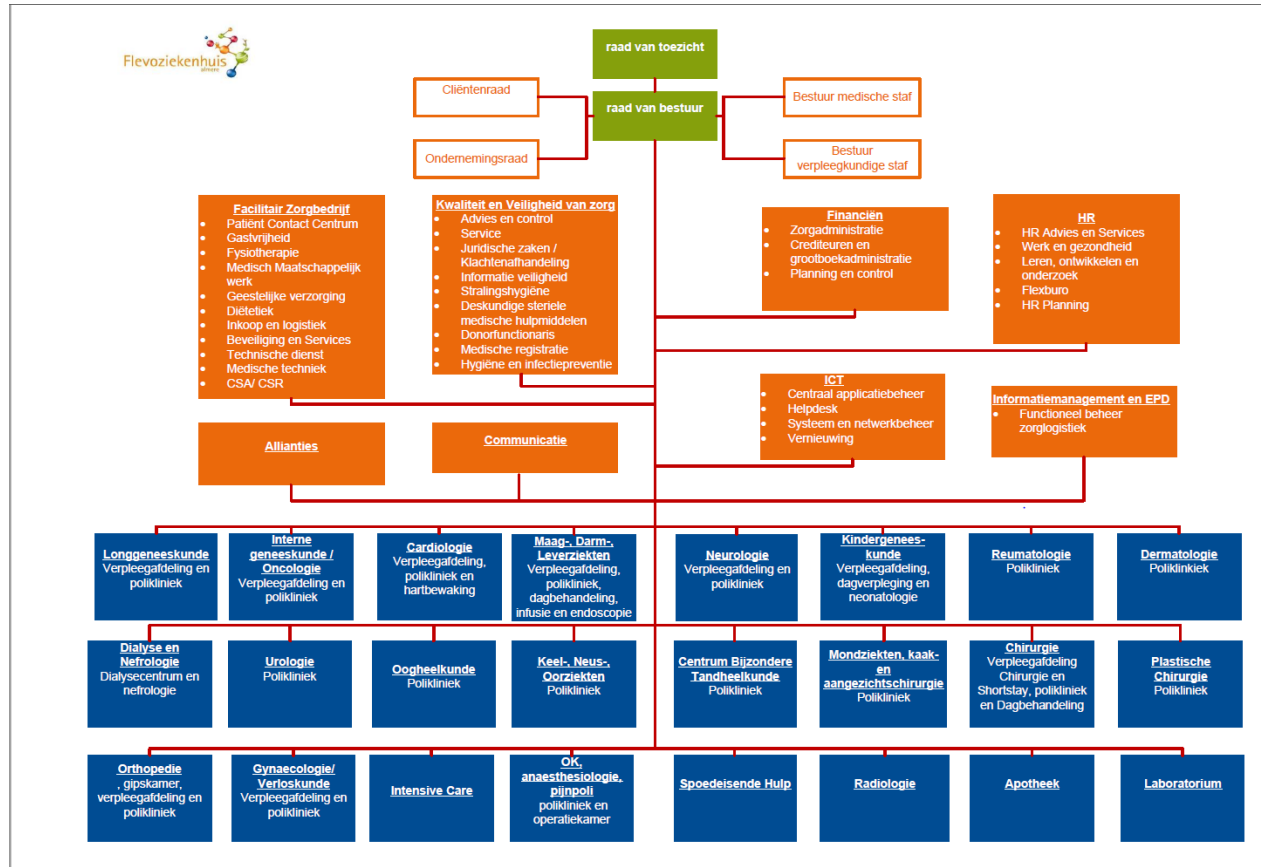 Flevoziekenhuis
raad van toezicht
Cliëntenraad
raad van bestuur
Bestuur medische staf
Ondernemingsraad
Bestuur
verpleegkundige staf
Facilitair Zorgbedrijf
Patiënt Contact Centrum
Gastvrijheid
Fysiotherapie
Medisch Maatschappelijk
werk
Geestelijke verzorging
Diëtetiek
Inkoop en logistiek
Beveiliging en Services
Technische dienst
Medische techniek
CSA/ CSR
Kwaliteit en Veiligheid van zorg
Advies en control
Service
Juridische zaken /
Klachtenafhandeling
Informatie veiligheid
Stralingshygiëne
Deskundige steriele
medische hulpmiddelen
Donorfunctionaris
Medische registratie
Hygiëne en infectiepreventie
Financiën
Zorgadministratie
Crediteuren en
grootboekadministratie
Planning en control
HR
HR Advies en Services
Werk en gezondheid
Leren, ontwikkelen en
onderzoek
Flexburo
HR Planning
Allianties
Communicatie
ICT
Centraal applicatiebeheer
Helpdesk
Systeem en netwerkbeheer
Vernieuwing
Informatiemanagement en EPD
Functioneel beheer
zorglogistiek
Longgeneeskunde
Verpleegafdeling en
polikliniek
Interne
geneeskunde /
Oncologie
Verpleegafdeling en
polikliniek
Cardiologie
Verpleegafdeling,
polikliniek en
hartbewaking
Maag-, Darm-,
Leverziekten
Verpleegafdeling,
polikliniek,
dagbehandeling,
infusie en endoscopie
Neurologie
Verpleegafdeling en
polikliniek
Kindergenees-
kunde
Verpleegafdeling,
dagverpleging en
neonatologie
Reumatologie
Polikliniek
Dermatologie
Poliklinkiek
Dialyse en
Nefrologie
Dialysecentrum en
nefrologie
Urologie
Polikliniek
Oogheelkunde
Polikliniek
Keel-, Neus-,
Oorziekten
Polikliniek
Centrum Bijzondere
Tandheelkunde
Polikliniek
Mondziekten, kaak-
en
aangezichtschirurgie
Polikliniek
Chirurgie
Verpleegafdeling
Chirurgie en
Shortstay, polikliniek
en Dagbehandeling
Plastische
Chirurgie
Polikliniek
Orthopedie
, gipskamer,
verpleegafdeling en
polikliniek
Gynaecologie/
Verloskunde
Verpleegafdeling en
polikliniek
Intensive Care
OK,
anaesthesiologie,
pijnpoli
polikliniek en
operatiekamer
Spoedeisende Hulp
Radiologie
Apotheek
Laboratorium